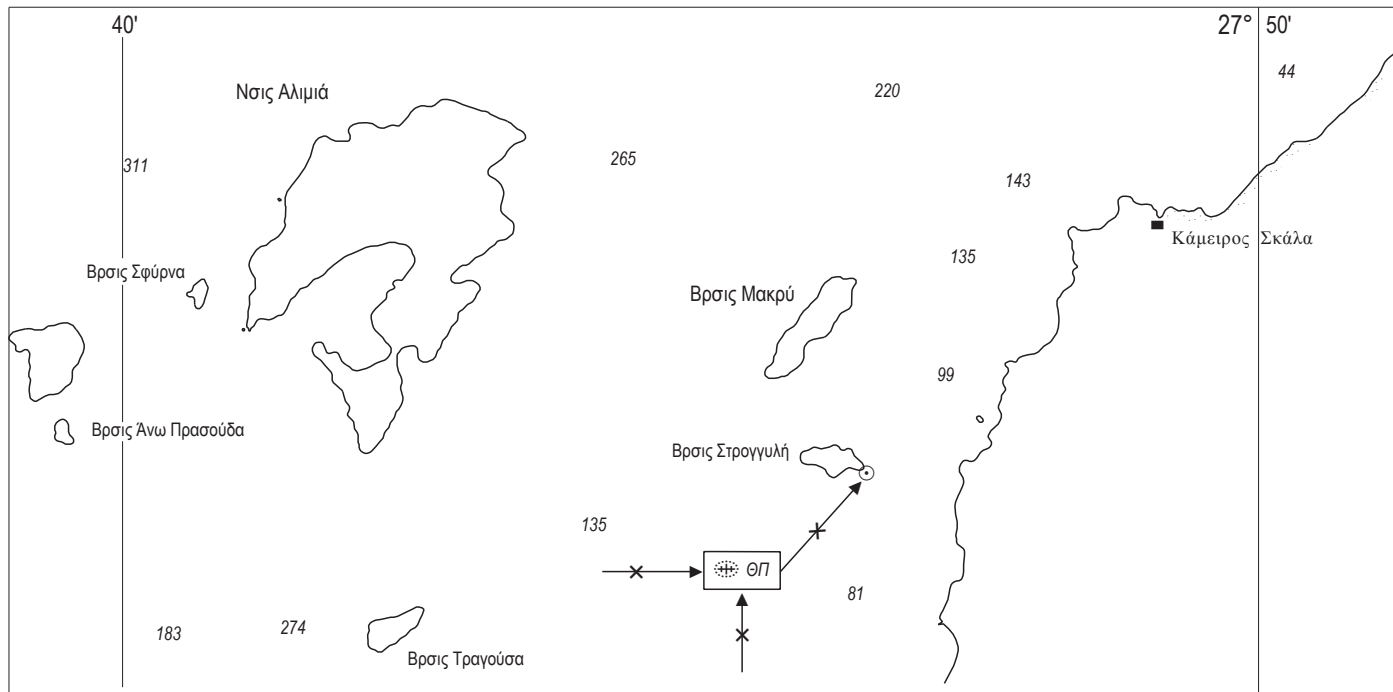 40'
27° 50'
44
Νσις Αλιμιά
220
311
265
143
Κάμειρος Σκάλα
135
Βρσις Σφύρνα
Βρσις Μακρύ
99
Βρσις Άνω Πρασούδα
Βρσις Στρογγυλή
135
ΘΠ
81
183
274
Βρσις Τραγούσα